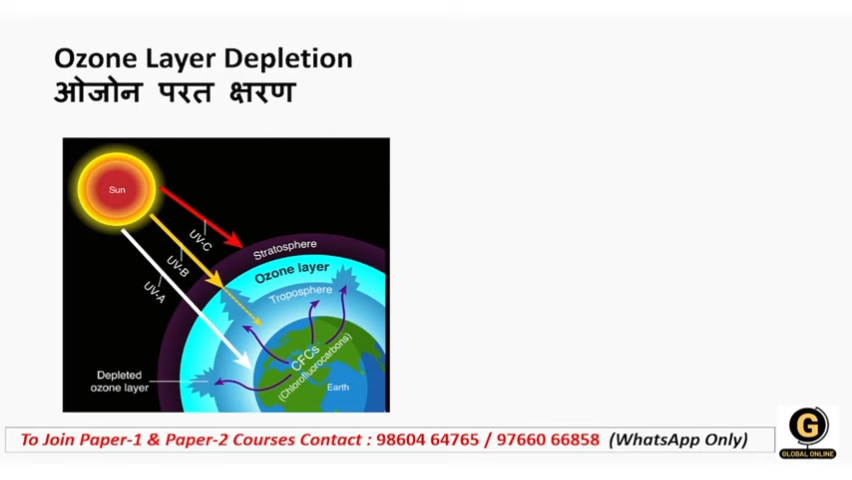 Ozone Layer Depletion
ओजोन परत क्षरण
Sun
UV-C
UV-B
UV-A
Stratosphere
Ozone layer
Troposphere
CFCs
(Chlorofluorocarbons)
Earth
Depleted
ozone layer
To Join Paper-1 & Paper-2 Courses Contact : 98604 64765 / 97660 66858 (WhatsApp Only)
G
GLOBAL ONLINE